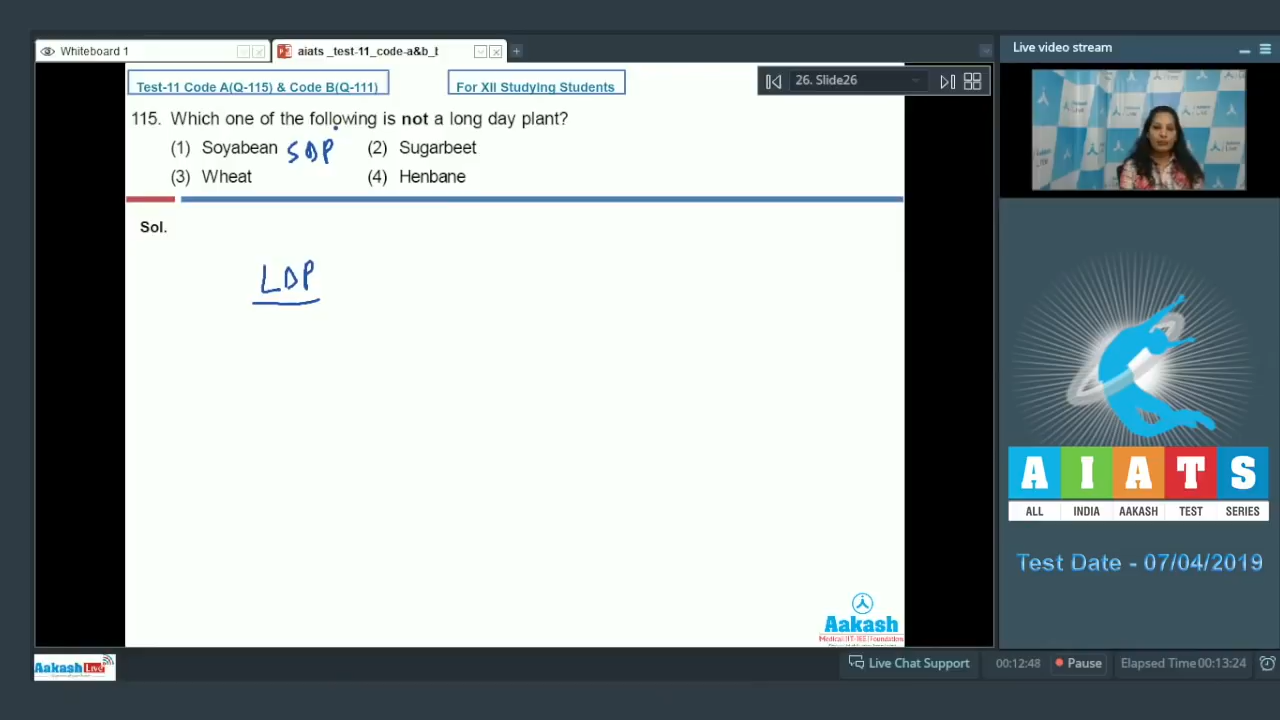 Whiteboard 1
aiats _test-11_code-a&b_t
Live video stream
Test-11 Code A(Q-115) & Code B(Q-111)
For XII Studying Students
26. Slide26
115. Which one of the following is not a long day plant?
(1) Soyabean SDP (2) Sugarbeet
(3) Wheat (4) Henbane
Sol.
LDP
A I A T S
ALL INDIA AAKASH TEST SERIES
Test Date - 07/04/2019
Aakash
Medical|IIT-JEE|Foundations
Aakash Live
Live Chat Support
00:12:48
Pause
Elapsed Time 00:13:24